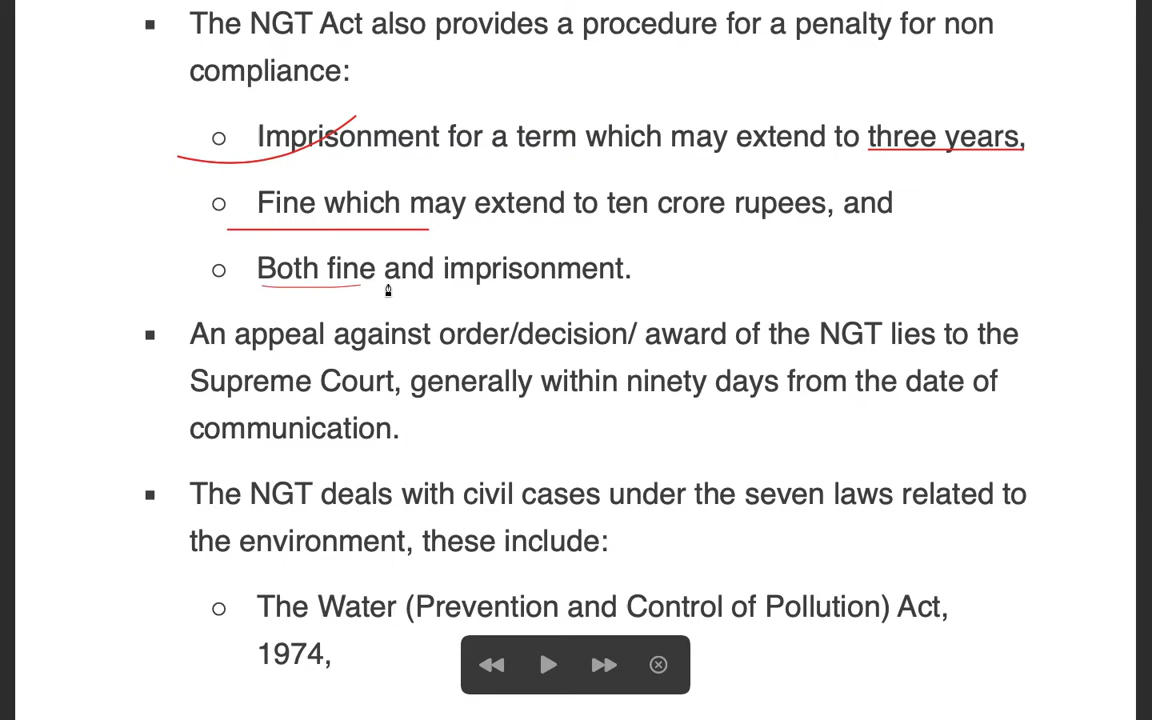 ▪ The NGT Act also provides a procedure for a penalty for non
compliance:
○ Imprisonment for a term which may extend to three years,
○ Fine which may extend to ten crore rupees, and
○ Both fine and imprisonment.
▪ An appeal against order/decision/ award of the NGT lies to the
Supreme Court, generally within ninety days from the date of
communication.
▪ The NGT deals with civil cases under the seven laws related to
the environment, these include:
○ The Water (Prevention and Control of Pollution) Act,
1974,